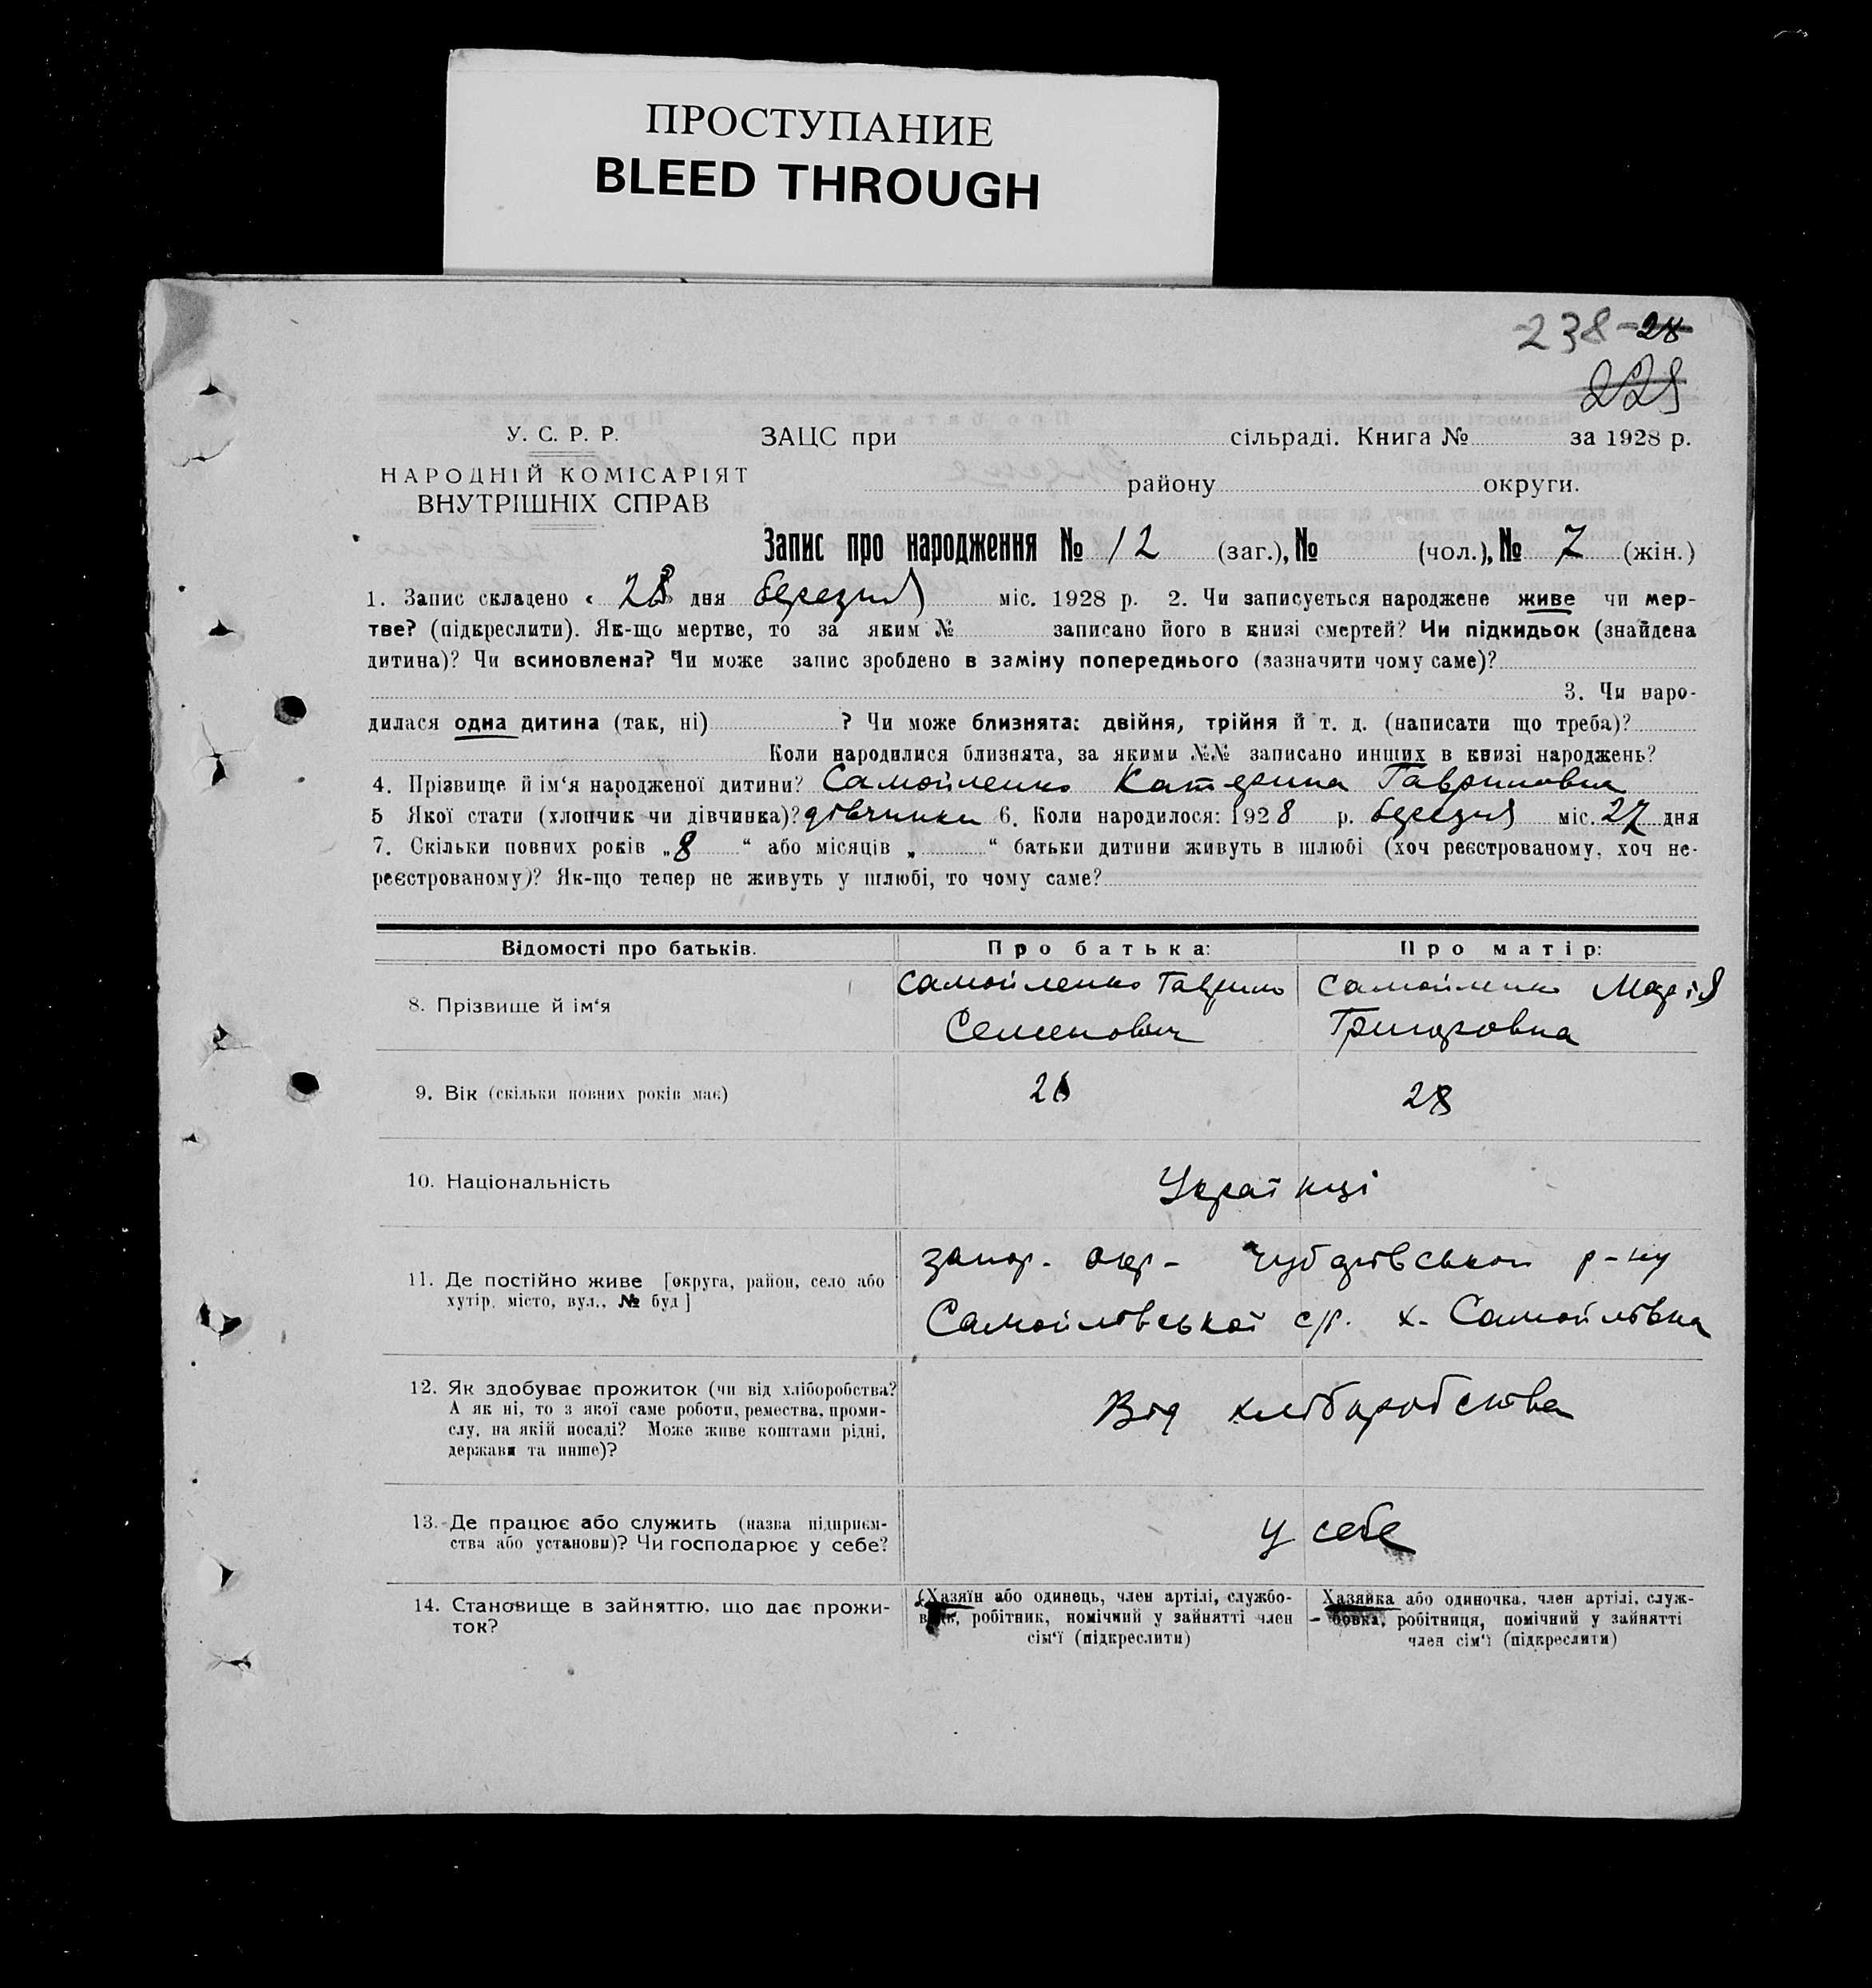 ПРОСТУПАНИЕ
BLEED THROUGH
238-28
229
У. С. Р. Р.
НАРОДНІЙ КОМІСАРІЯТ
ВНУТРІШНІХ СПРАВ
ЗАЦС при сільраді. Книга № за 1928 р.
району округи.
Запис про народження № 12 (заг.), № (чол.), № 7 (жін.)
1. Запис складено « 28 » дня березня міс. 1928 р. 2. Чи записується народжене живе чи мер-
тве? (підкреслити). Як-що мертве, то за яким № записано його в книзі смертей? Чи підкидьок (знайдена
дитина)? Чи всиновлена? Чи може запис зроблено в заміну попереднього (зазначити чому саме)?
3. Чи наро-
дилася одна дитина (так, ні) ? Чи може близнята: двійня, трійня й т. д. (написати що треба)?
Коли народилися близнята, за якими №№ записано инших в книзі народжень?
4. Прізвище й ім‘я народженої дитини? Самойленко Катерина Гавриловна
5 Якої стати (хлопчик чи дівчинка)? дівчинка 6. Коли народилося: 1928 р. березня міс. 27 дня
7. Скільки повних років „8“ або місяців „ “ батьки дитини живуть в шлюбі (хоч реєстрованому, хоч не-
реєстрованому)? Як-що тепер не живуть у шлюбі, то чому саме?
Відомості про батьків. Про батька: Про матір:
8. Прізвище й ім‘я
Самойленко Гаврило
Семенович
Самойленко Марія
Григоровна
9. Вік (скільки повних років має) 26 28
10. Національність Українці
11. Де постійно живе [округа, район, село або
хутір, місто, вул., № буд]
запор. окр- Чубарівської р-ну
Самойлівської с/р. х. Самойлівка
12. Як здобуває прожиток (чи від хліборобства?
А як ні, то з якої саме роботи, ремества, проми-
слу, на якій посаді? Може живе коштами рідні,
держави та инше)?
Від хліборобства
13. Де працює або служить (назва підприєм-
ства або установи)? Чи господарює у себе?
у себе
14. Становище в зайняттю, що дає прожи-
ток?
(Хазяїн або одинець, член артілі, службо-
вець, робітник, помічний у зайнятті член
сім‘ї (підкреслити)
Хазяйка або одиночка, член артілі, служ-
бовка, робітниця, помічний у зайнятті
член сім‘ї (підкреслити)